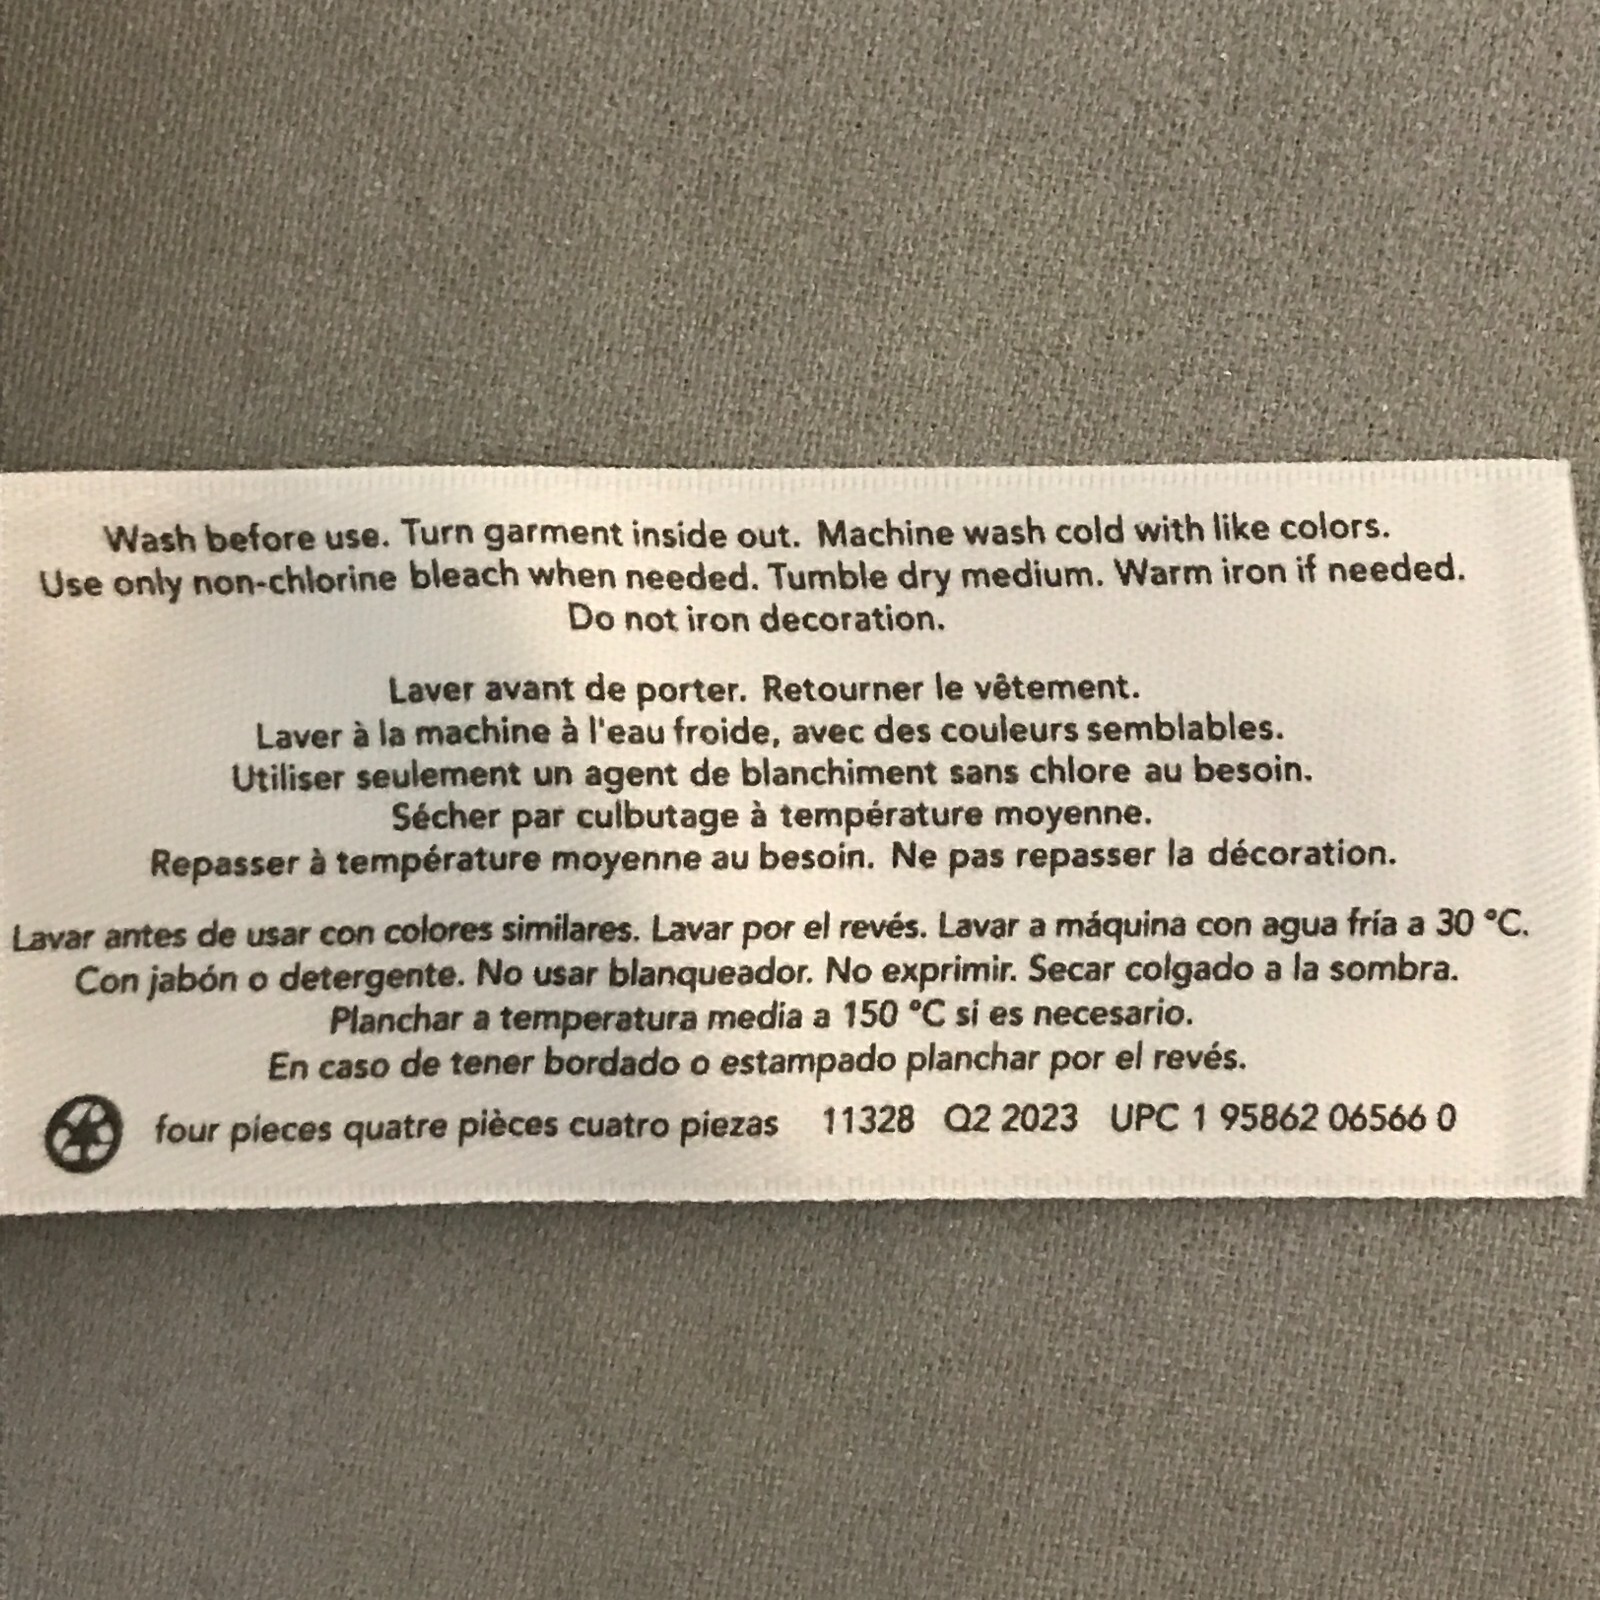 Wash before use. Turn garment inside out. Machine wash cold with like colors.
Use only non-chlorine bleach when needed. Tumble dry medium. Warm iron if needed.
Do not iron decoration.
Laver avant de porter. Retourner le vêtement.
Laver à la machine à l'eau froide, avec des couleurs semblables.
Utiliser seulement un agent de blanchiment sans chlore au besoin.
Sécher par culbutage à température moyenne.
Repasser à température moyenne au besoin. Ne pas repasser la décoration.
Lavar antes de usar con colores similares. Lavar por el revés. Lavar a máquina con agua fría a 30 °C.
Con jabón o detergente. No usar blanqueador. No exprimir. Secar colgado a la sombra.
Planchar a temperatura media a 150 °C si es necesario.
En caso de tener bordado o estampado planchar por el revés.
four pieces quatre pièces cuatro piezas 11328 Q2 2023 UPC 1 95862 06566 0